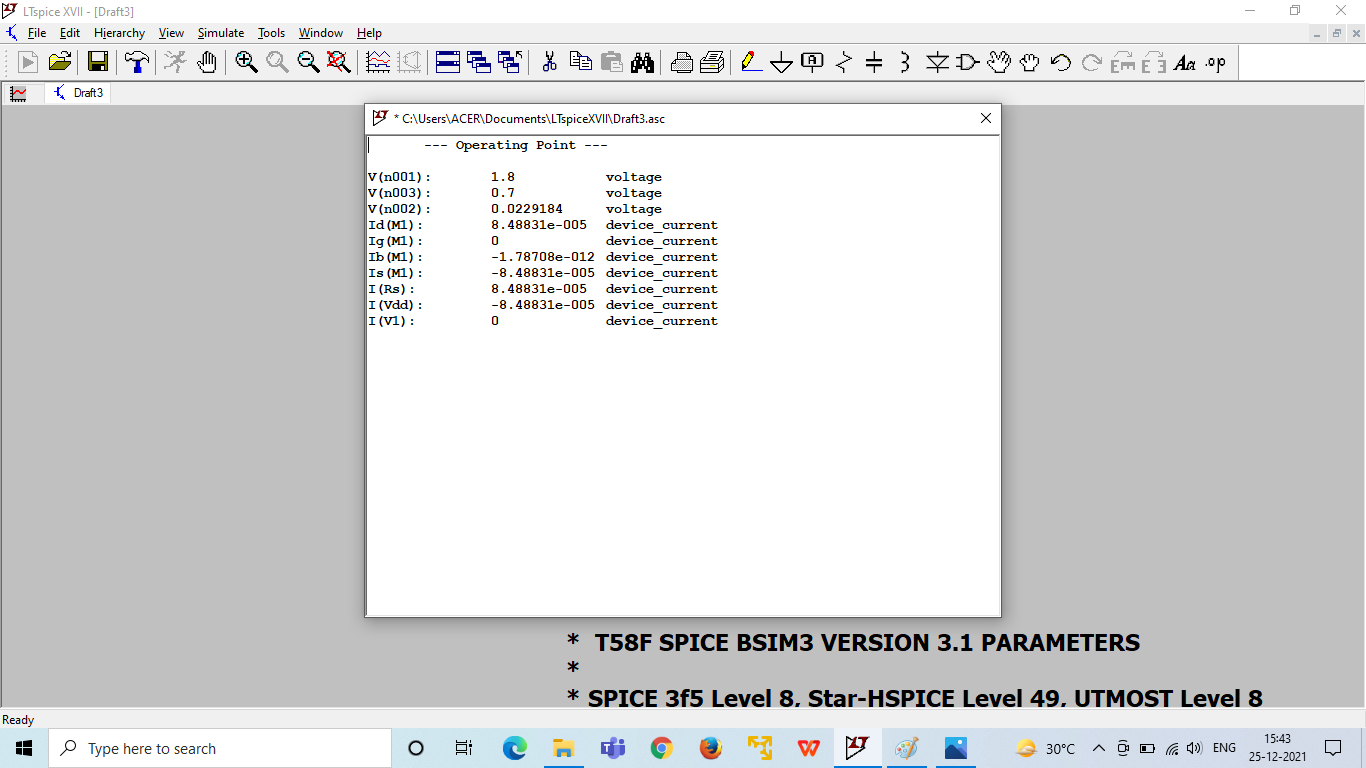 LTspice XVII - [Draft3]
File Edit Hierarchy View Simulate Tools Window Help
Aa .op
Draft3
* C:\Users\ACER\Documents\LTspiceXVII\Draft3.asc
--- Operating Point ---
V(n001): 1.8 voltage
V(n003): 0.7 voltage
V(n002): 0.0229184 voltage
Id(M1): 8.48831e-005 device_current
Ig(M1): 0 device_current
Ib(M1): -1.78708e-012 device_current
Is(M1): -8.48831e-005 device_current
I(Rs): 8.48831e-005 device_current
I(Vdd): -8.48831e-005 device_current
I(V1): 0 device_current
* T58F SPICE BSIM3 VERSION 3.1 PARAMETERS
*
* SPICE 3f5 Level 8, Star-HSPICE Level 49, UTMOST Level 8
Ready
Type here to search
30°C
ENG
15:43
25-12-2021